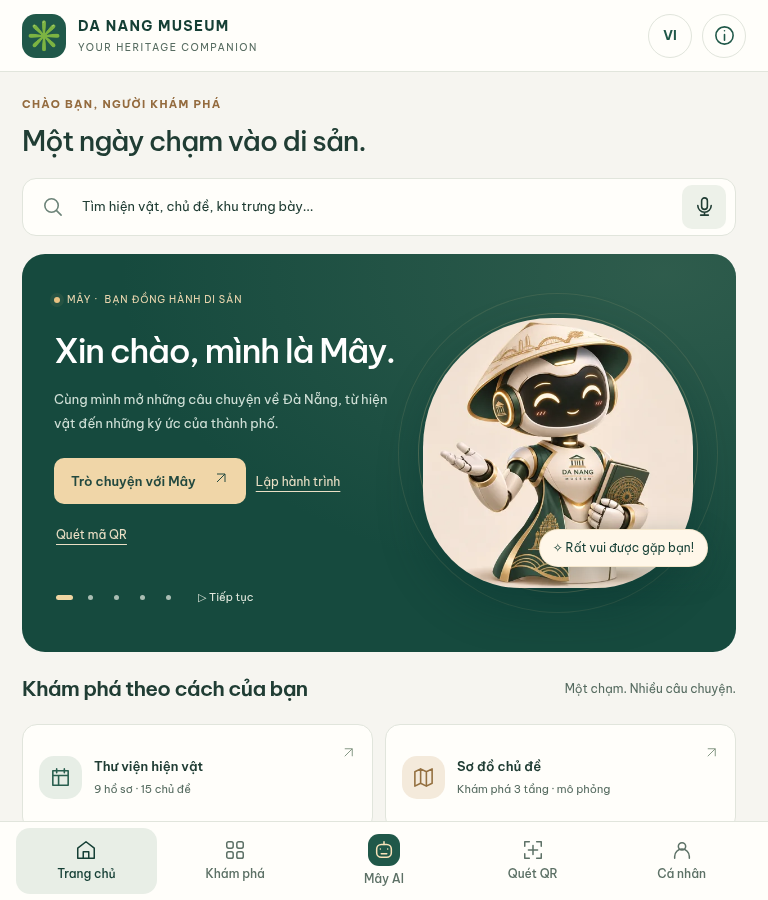 DA NANG MUSEUM
YOUR HERITAGE COMPANION
VI
CHÀO BẠN, NGƯỜI KHÁM PHÁ
Một ngày chạm vào di sản.
Tìm hiện vật, chủ đề, khu trưng bày...
MÂY · BẠN ĐỒNG HÀNH DI SẢN
Xin chào, mình là Mây.
Cùng mình mở những câu chuyện về Đà Nẵng, từ hiện
vật đến những ký ức của thành phố.
Trò chuyện với Mây
Lập hành trình
Quét mã QR
▷ Tiếp tục
DA NANG
MUSEUM
✧ Rất vui được gặp bạn!
Khám phá theo cách của bạn
Một chạm. Nhiều câu chuyện.
Thư viện hiện vật
9 hồ sơ · 15 chủ đề
Sơ đồ chủ đề
Khám phá 3 tầng · mô phỏng
Trang chủ
Khám phá
Mây AI
Quét QR
Cá nhân